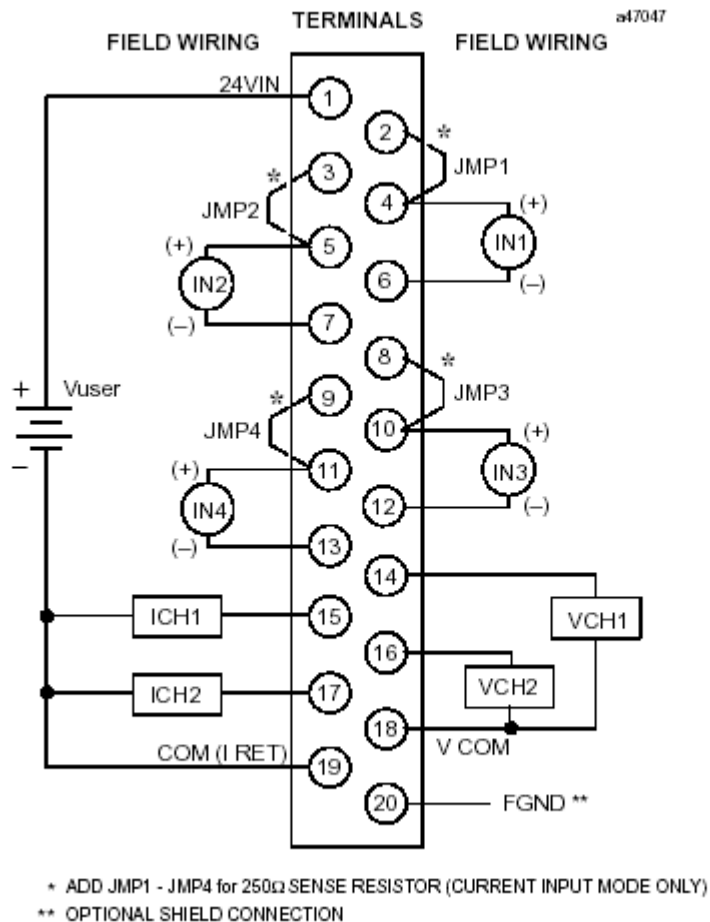 a47047
TERMINALS
FIELD WIRING
FIELD WIRING
24VIN
1
2
*
JMP1
3
*
JMP2
4
(+)
IN1
(–)
5
(+)
IN2
(–)
6
7
8
*
JMP3
+
Vuser
–
9
*
JMP4
10
(+)
IN3
(–)
11
(+)
IN4
(–)
12
13
14
VCH1
ICH1
15
16
VCH2
ICH2
17
18
V COM
COM (I RET)
19
20
FGND **
* ADD JMP1 - JMP4 for 250Ω SENSE RESISTOR (CURRENT INPUT MODE ONLY)
** OPTIONAL SHIELD CONNECTION